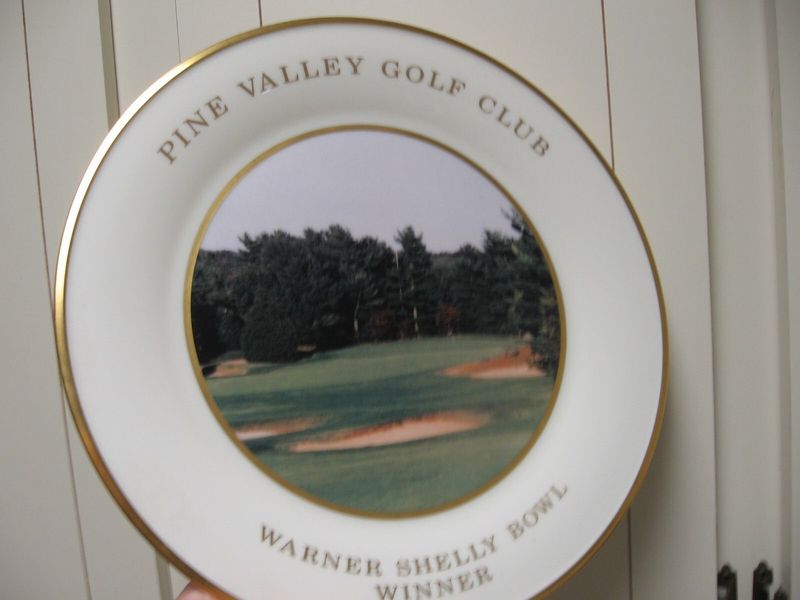 PINE VALLEY GOLF CLUB
WARNER SHELLY BOWL
WINNER